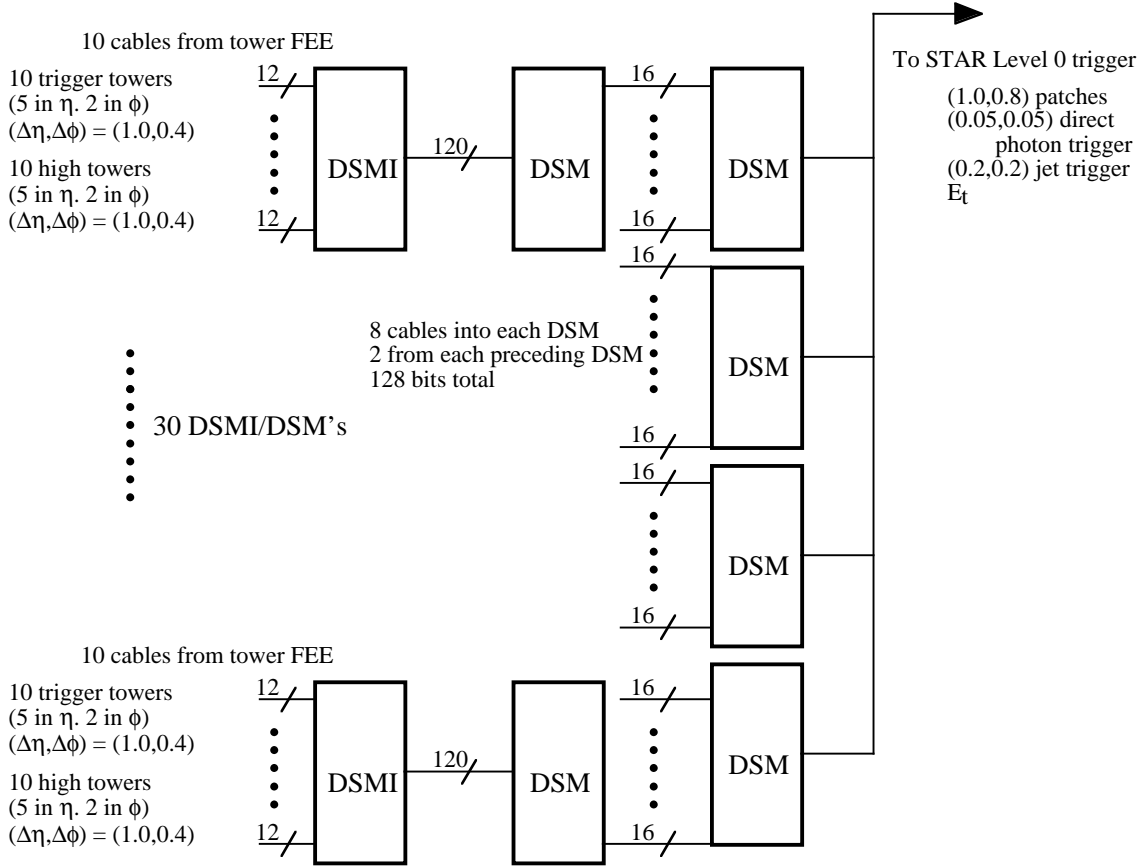 10 cables from tower FEE
10 trigger towers
(5 in η. 2 in ϕ)
(Δη,Δϕ) = (1.0,0.4)
10 high towers
(5 in η. 2 in ϕ)
(Δη,Δϕ) = (1.0,0.4)
12
12
DSMI
120
DSM
16
16
DSM
To STAR Level 0 trigger
(1.0,0.8) patches
(0.05,0.05) direct
photon trigger
(0.2,0.2) jet trigger
Et
16
8 cables into each DSM
2 from each preceding DSM
128 bits total
DSM
16
30 DSMI/DSM's
16
DSM
16
10 cables from tower FEE
10 trigger towers
(5 in η. 2 in ϕ)
(Δη,Δϕ) = (1.0,0.4)
10 high towers
(5 in η. 2 in ϕ)
(Δη,Δϕ) = (1.0,0.4)
12
12
DSMI
120
DSM
16
16
DSM